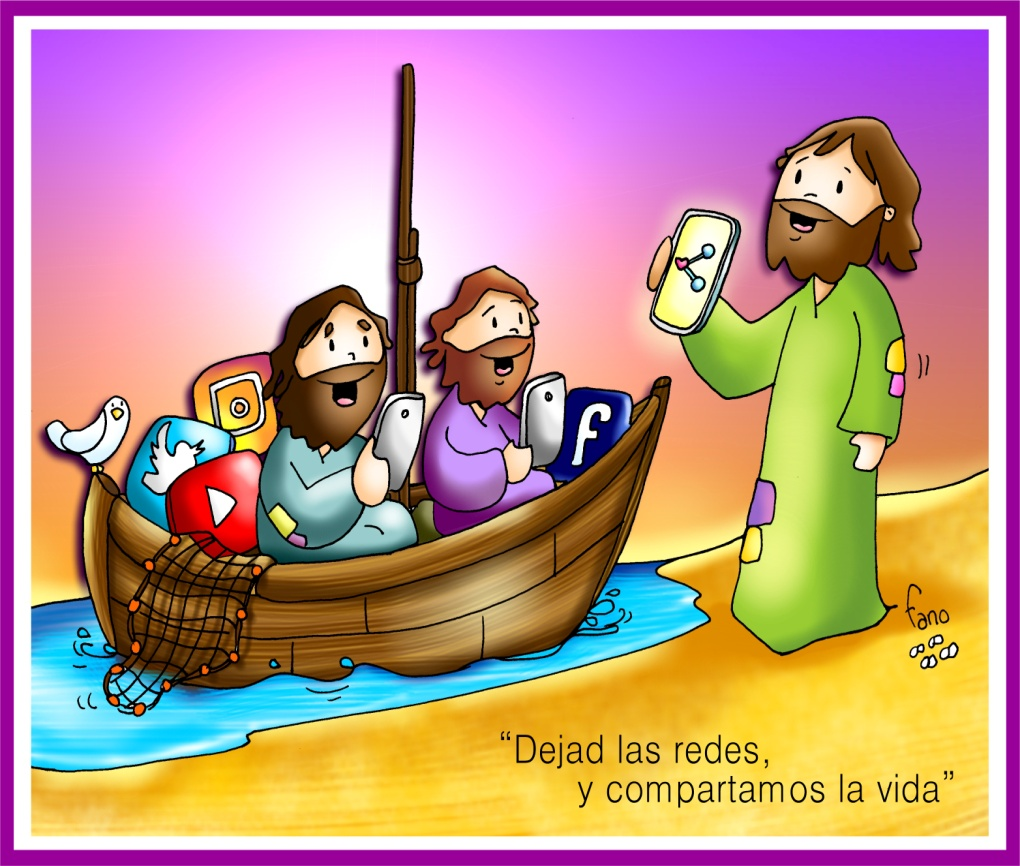 f
fano
“Dejad las redes,
y compartamos la vida”